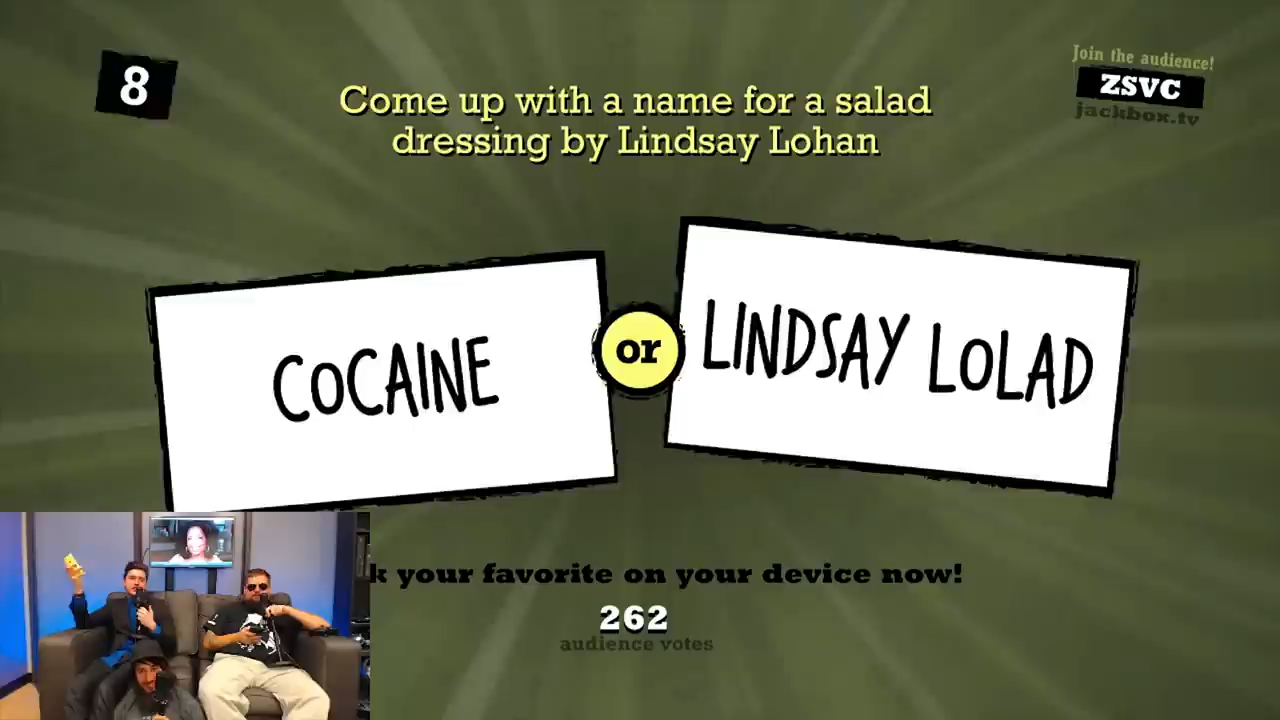 8
Join the audience!
ZSVC
jackbox.tv
Come up with a name for a salad
dressing by Lindsay Lohan
COCAINE
or
LINDSAY LOLAD
k your favorite on your device now!
262
audience votes